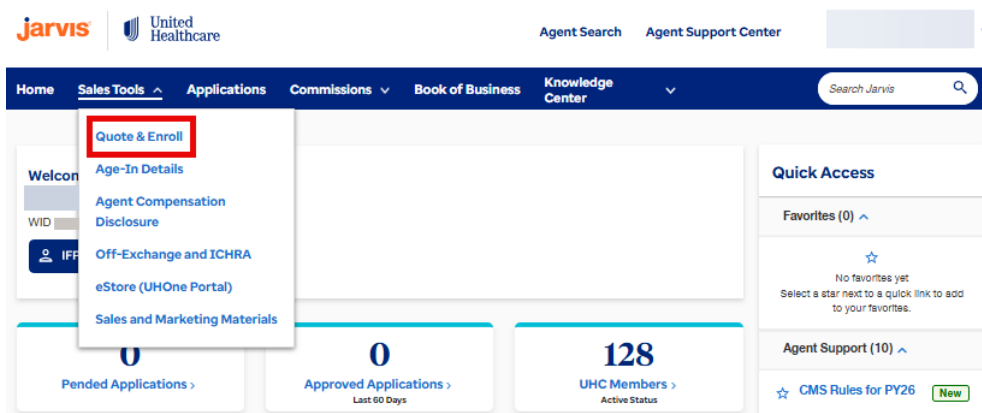 jarvis
United
Healthcare
Agent Search
Agent Support Center
Home
Sales Tools
Applications
Commissions
Book of Business
Knowledge
Center
Search Jarvis
Quote & Enroll
Age-In Details
Agent Compensation
Disclosure
Off-Exchange and ICHRA
eStore (UHOne Portal)
Sales and Marketing Materials
WID
Quick Access
Favorites (0)
No favorites yet
Select a star next to a quick link to add
to your favorites.
Agent Support (10)
CMS Rules for PY26 New
0
Pended Applications >
0
Approved Applications >
Last 60 Days
128
UHC Members >
Active Status